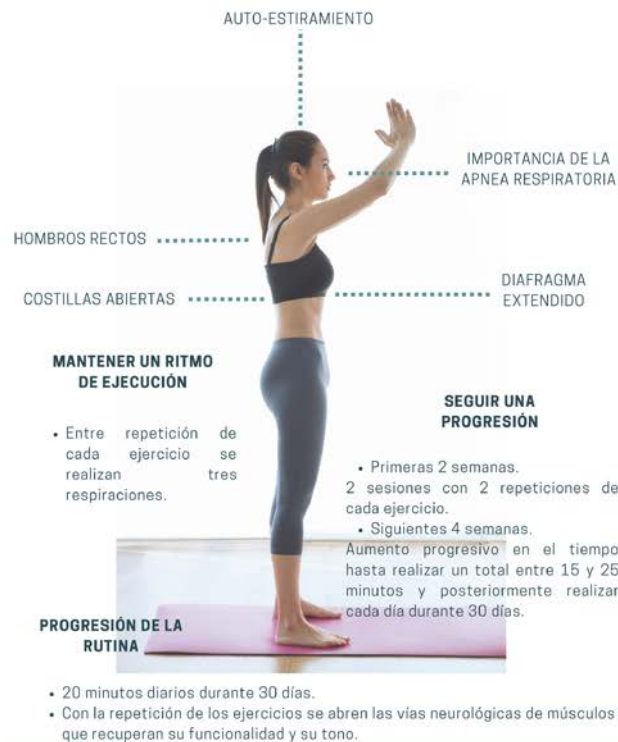 AUTO-ESTIRAMIENTO
IMPORTANCIA DE LA
APNEA RESPIRATORIA
HOMBROS RECTOS
COSTILLAS ABIERTAS
DIAFRAGMA
EXTENDIDO
MANTENER UN RITMO
DE EJECUCIÓN
• Entre repetición de
cada ejercicio se
realizan tres
respiraciones.
SEGUIR UNA
PROGRESIÓN
• Primeras 2 semanas.
2 sesiones con 2 repeticiones de
cada ejercicio.
• Siguientes 4 semanas.
Aumento progresivo en el tiempo
hasta realizar un total entre 15 y 25
minutos y posteriormente realizar
cada día durante 30 días.
PROGRESIÓN DE LA
RUTINA
• 20 minutos diarios durante 30 días.
• Con la repetición de los ejercicios se abren las vías neurológicas de músculos
que recuperan su funcionalidad y su tono.